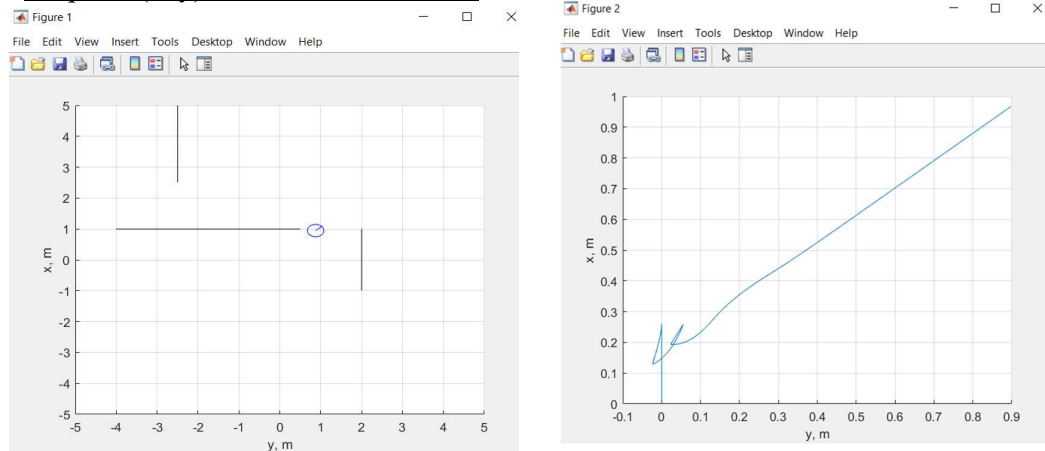 Figure 1
File Edit View Insert Tools Desktop Window Help
5
4
3
2
1
0
-1
-2
-3
-4
-5
x, m
-5 -4 -3 -2 -1 0 1 2 3 4 5
y, m
Figure 2
File Edit View Insert Tools Desktop Window Help
1
0.9
0.8
0.7
0.6
0.5
0.4
0.3
0.2
0.1
0
x, m
-0.1 0 0.1 0.2 0.3 0.4 0.5 0.6 0.7 0.8 0.9
y, m